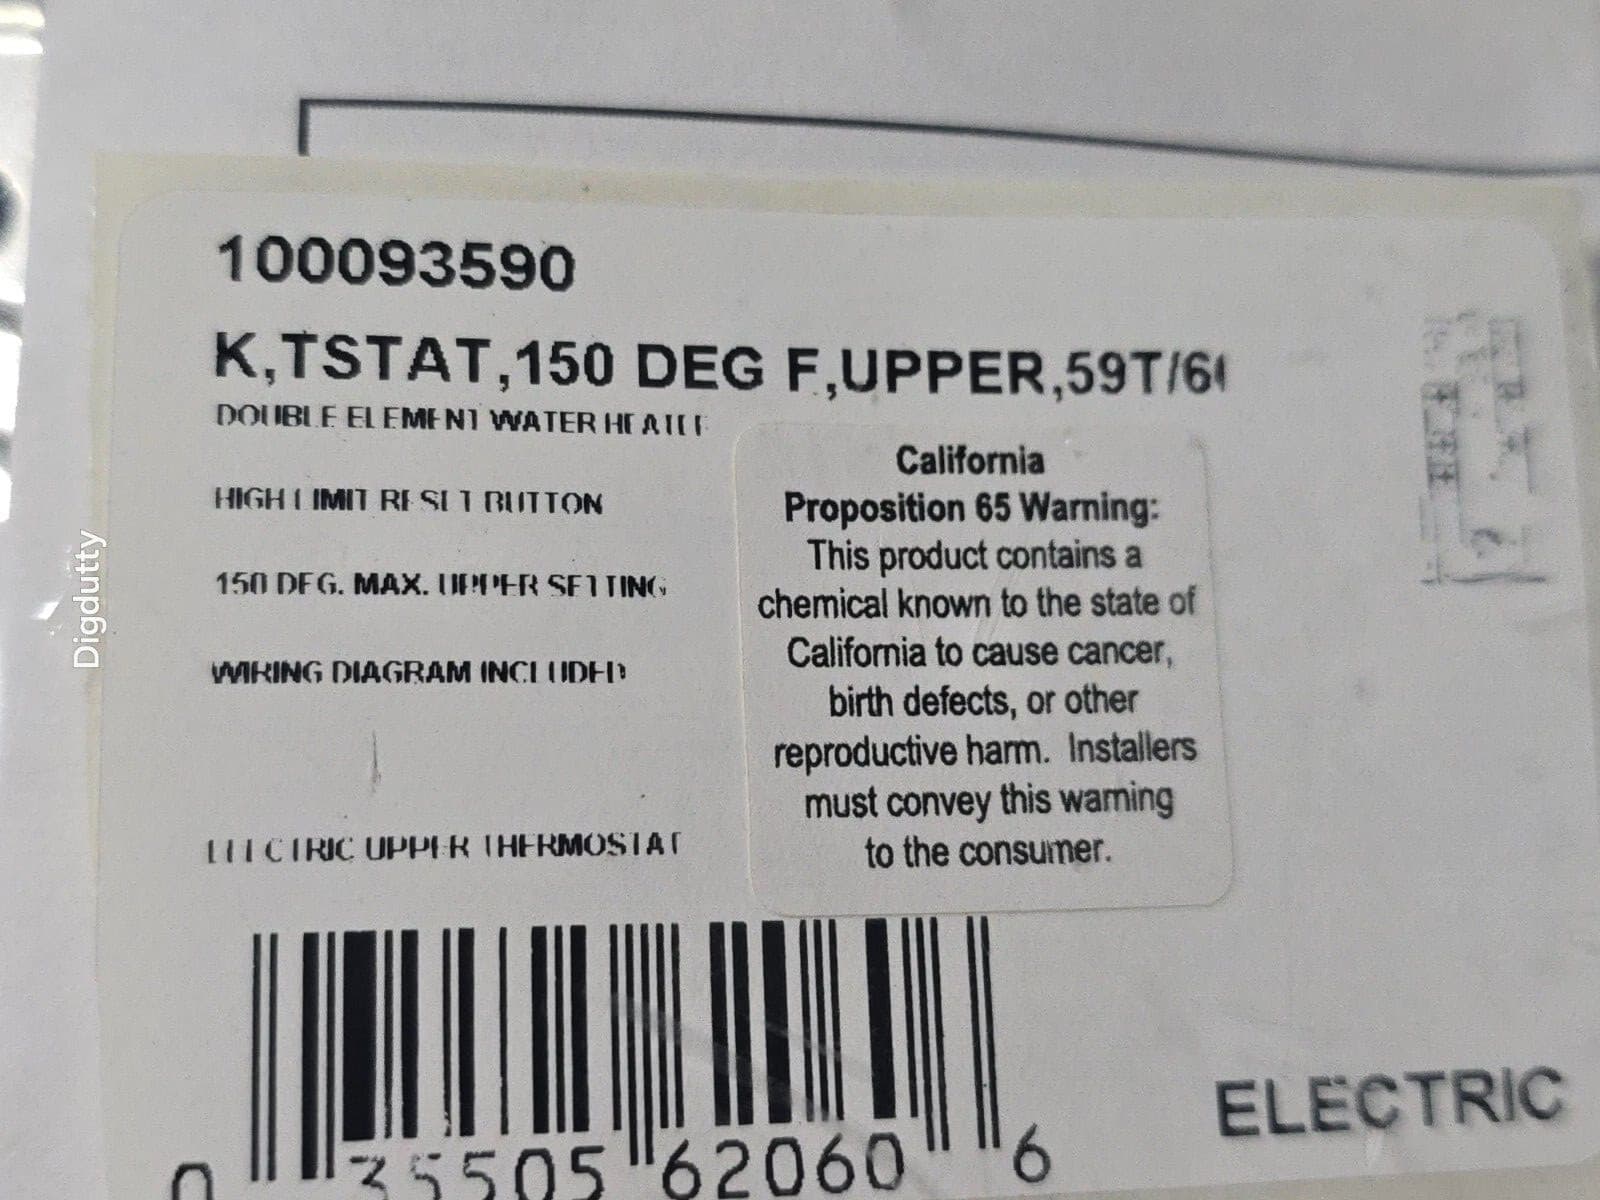 100093590
K,TSTAT,150 DEG F,UPPER,59T/6
DOUBLE ELEMENT WATER HEATER
HIGH LIMIT RESET BUTTON
150 DEG. MAX. UPPER SETTING
WIRING DIAGRAM INCLUDED
ELECTRIC UPPER THERMOSTAT
California
Proposition 65 Warning:
This product contains a
chemical known to the state of
California to cause cancer,
birth defects, or other
reproductive harm. Installers
must convey this warning
to the consumer.
Digdutty
ELECTRIC
0 35505 62060 6